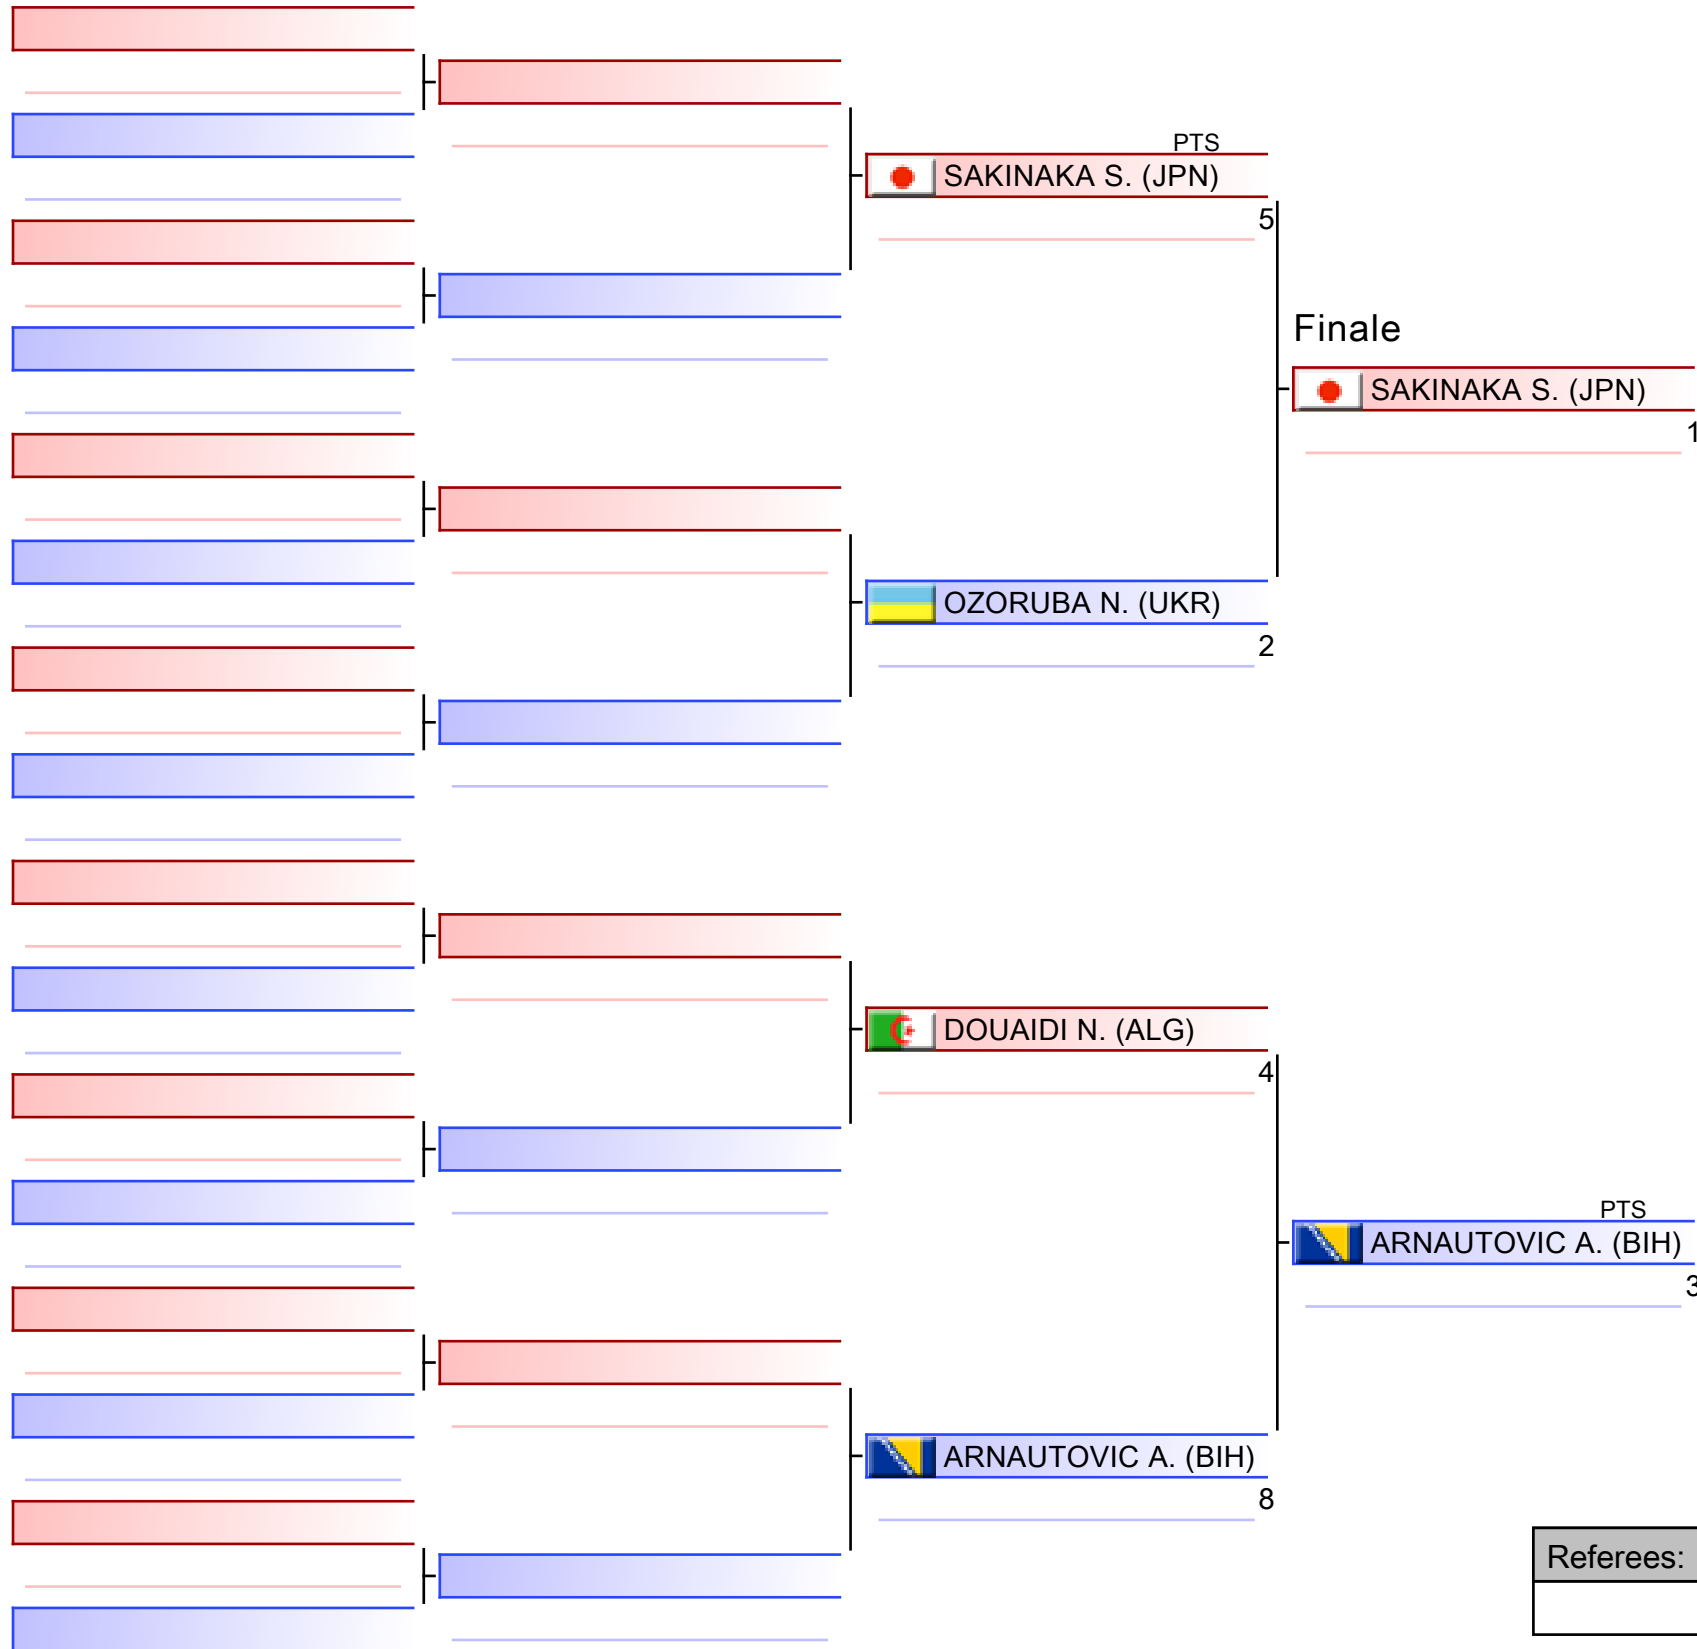 PTS
SAKINAKA S. (JPN)
5
Finale
SAKINAKA S. (JPN)
1
OZORUBA N. (UKR)
2
DOUAIDI N. (ALG)
4
PTS
ARNAUTOVIC A. (BIH)
3
ARNAUTOVIC A. (BIH)
8
Referees: